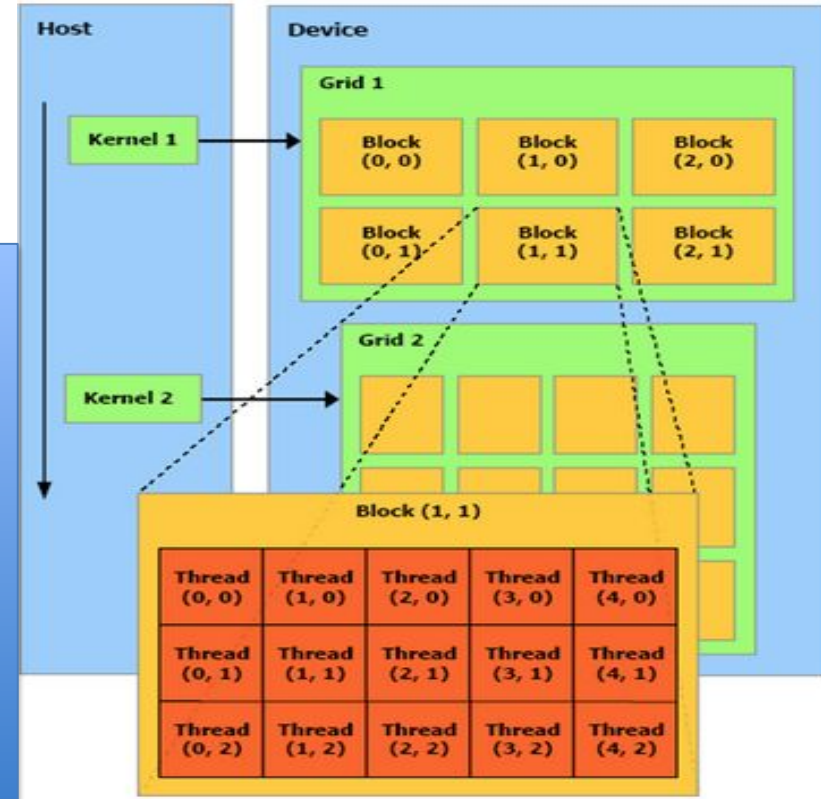 Host
Device
Grid 1
Kernel 1
Block
(0, 0)
Block
(1, 0)
Block
(2, 0)
Block
(0, 1)
Block
(1, 1)
Block
(2, 1)
Grid 2
Kernel 2
Block (1, 1)
Thread
(0, 0)
Thread
(1, 0)
Thread
(2, 0)
Thread
(3, 0)
Thread
(4, 0)
Thread
(0, 1)
Thread
(1, 1)
Thread
(2, 1)
Thread
(3, 1)
Thread
(4, 1)
Thread
(0, 2)
Thread
(1, 2)
Thread
(2, 2)
Thread
(3, 2)
Thread
(4, 2)